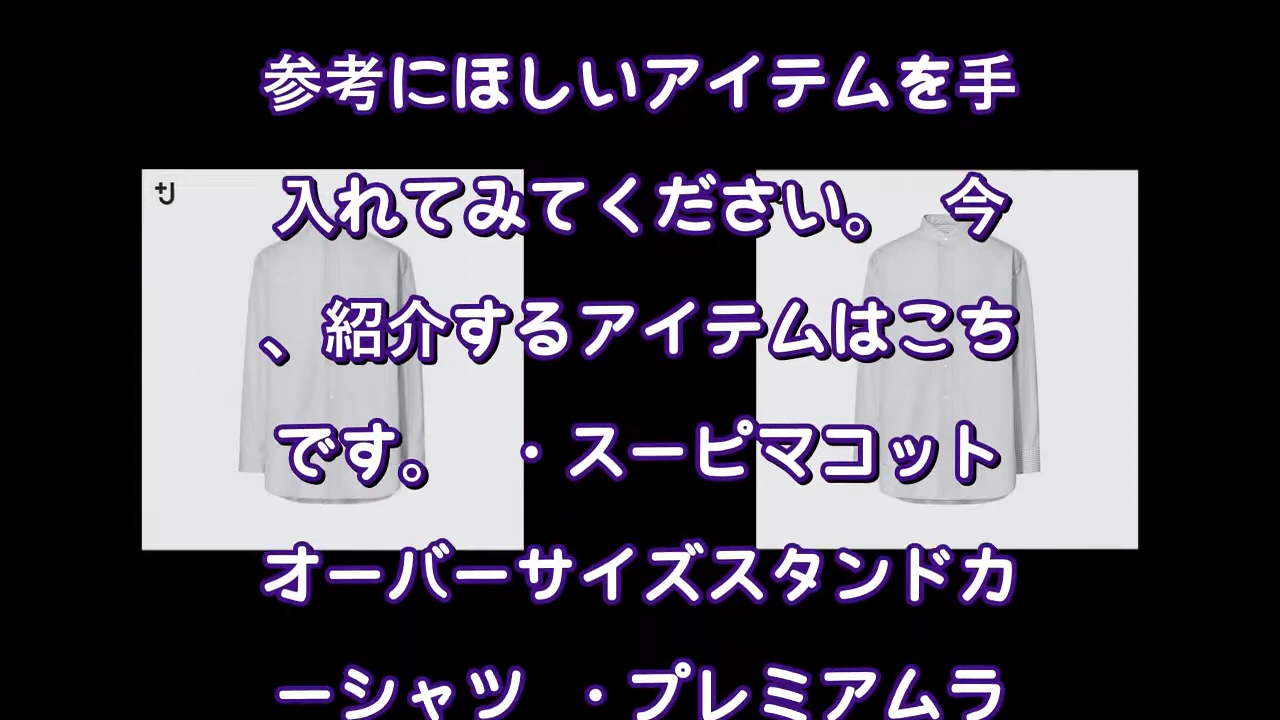 参考にほしいアイテムを手
+J
入れてみてください。　今
、紹介するアイテムはこち
です。　・スーピマコット
オーバーサイズスタンドカ
ーシャツ　・プレミアムラ